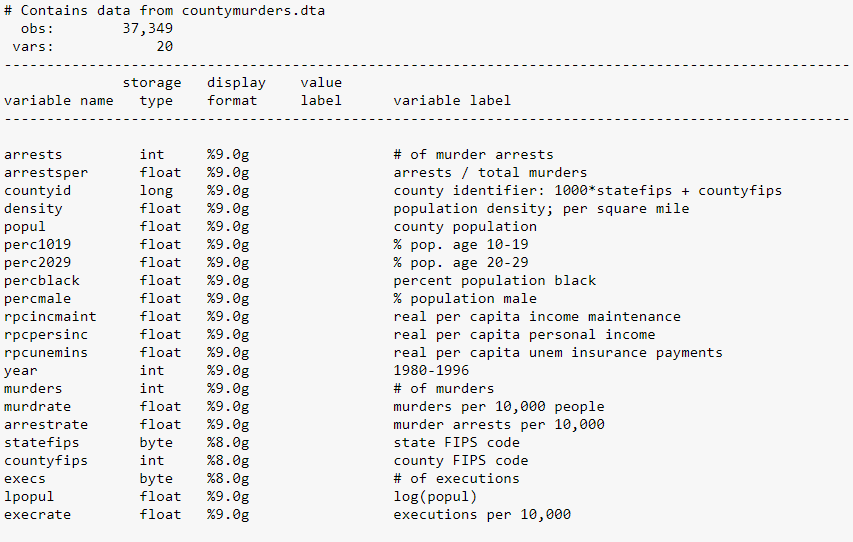 # Contains data from countymurders.dta
  obs:        37,349
 vars:            20
-----------------------------------------------------------------------------------------
              storage   display    value
variable name   type    format     label      variable label
-----------------------------------------------------------------------------------------
arrests         int     %9.0g                 # of murder arrests
arrestsper      float   %9.0g                 arrests / total murders
countyid        long    %9.0g                 county identifier: 1000*statefips + countyfips
density         float   %9.0g                 population density; per square mile
popul           float   %9.0g                 county population
perc1019        float   %9.0g                 % pop. age 10-19
perc2029        float   %9.0g                 % pop. age 20-29
percblack       float   %9.0g                 percent population black
percmale        float   %9.0g                 % population male
rpcincmaint     float   %9.0g                 real per capita income maintenance
rpcpersinc      float   %9.0g                 real per capita personal income
rpcunemins      float   %9.0g                 real per capita unem insurance payments
year            int     %9.0g                 1980-1996
murders         int     %9.0g                 # of murders
murdrate        float   %9.0g                 murders per 10,000 people
arrestrate      float   %9.0g                 murder arrests per 10,000
statefips       byte    %8.0g                 state FIPS code
countyfips      int     %8.0g                 county FIPS code
execs           byte    %8.0g                 # of executions
lpopul          float   %9.0g                 log(popul)
execrate        float   %9.0g                 executions per 10,000